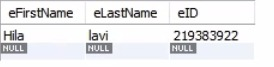 eFirstName eLastName eID
Hila lavi 219383922
NULL NULL NULL